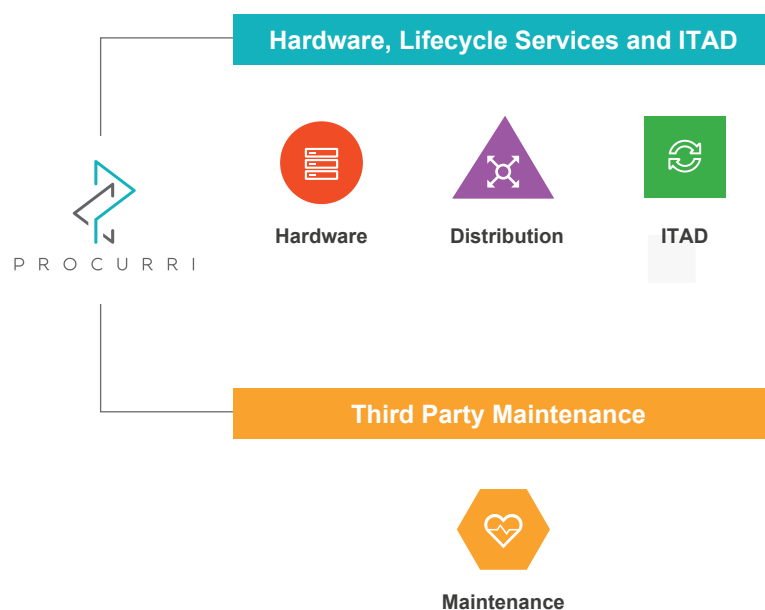 Hardware, Lifecycle Services and ITAD
Hardware
Distribution
ITAD
PROCURRI
Third Party Maintenance
Maintenance